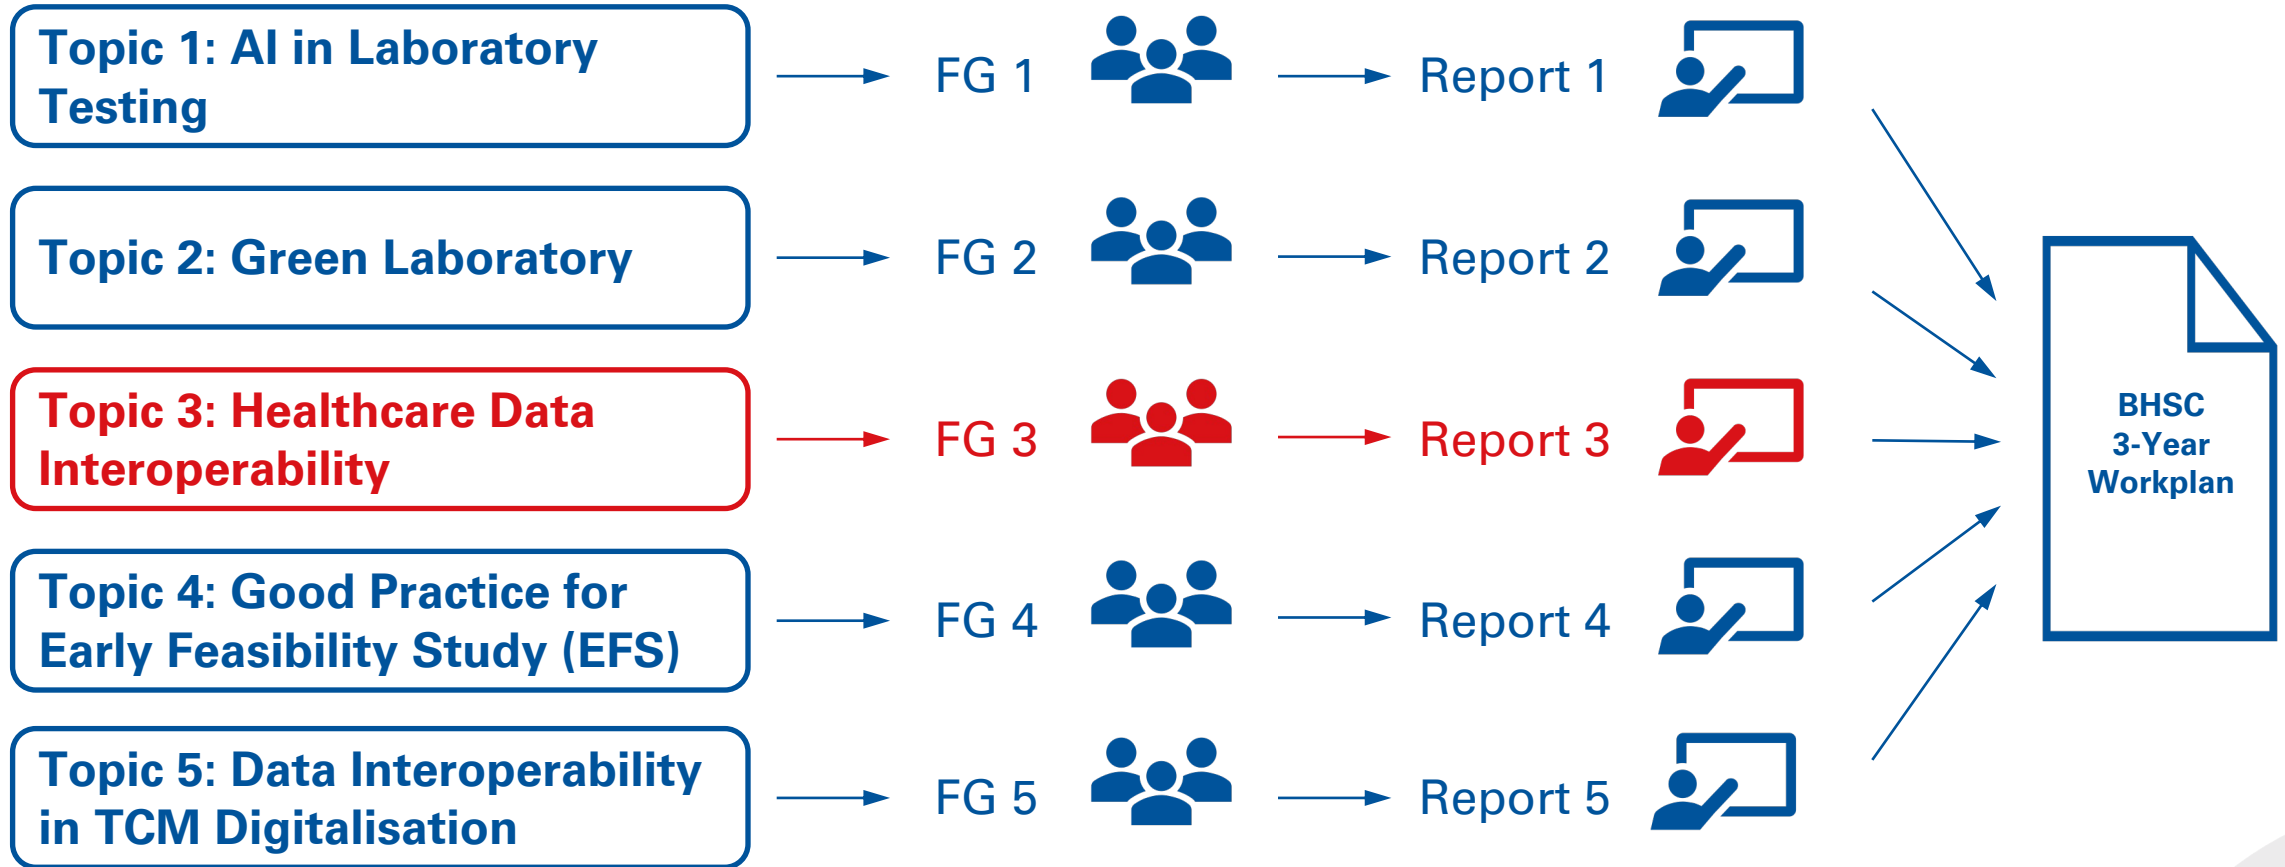 Topic 1: AI in Laboratory
Testing
FG 1
Report 1
Topic 2: Green Laboratory
FG 2
Report 2
Topic 3: Healthcare Data
Interoperability
FG 3
Report 3
Topic 4: Good Practice for
Early Feasibility Study (EFS)
FG 4
Report 4
Topic 5: Data Interoperability
in TCM Digitalisation
FG 5
Report 5
BHSC
3-Year
Workplan